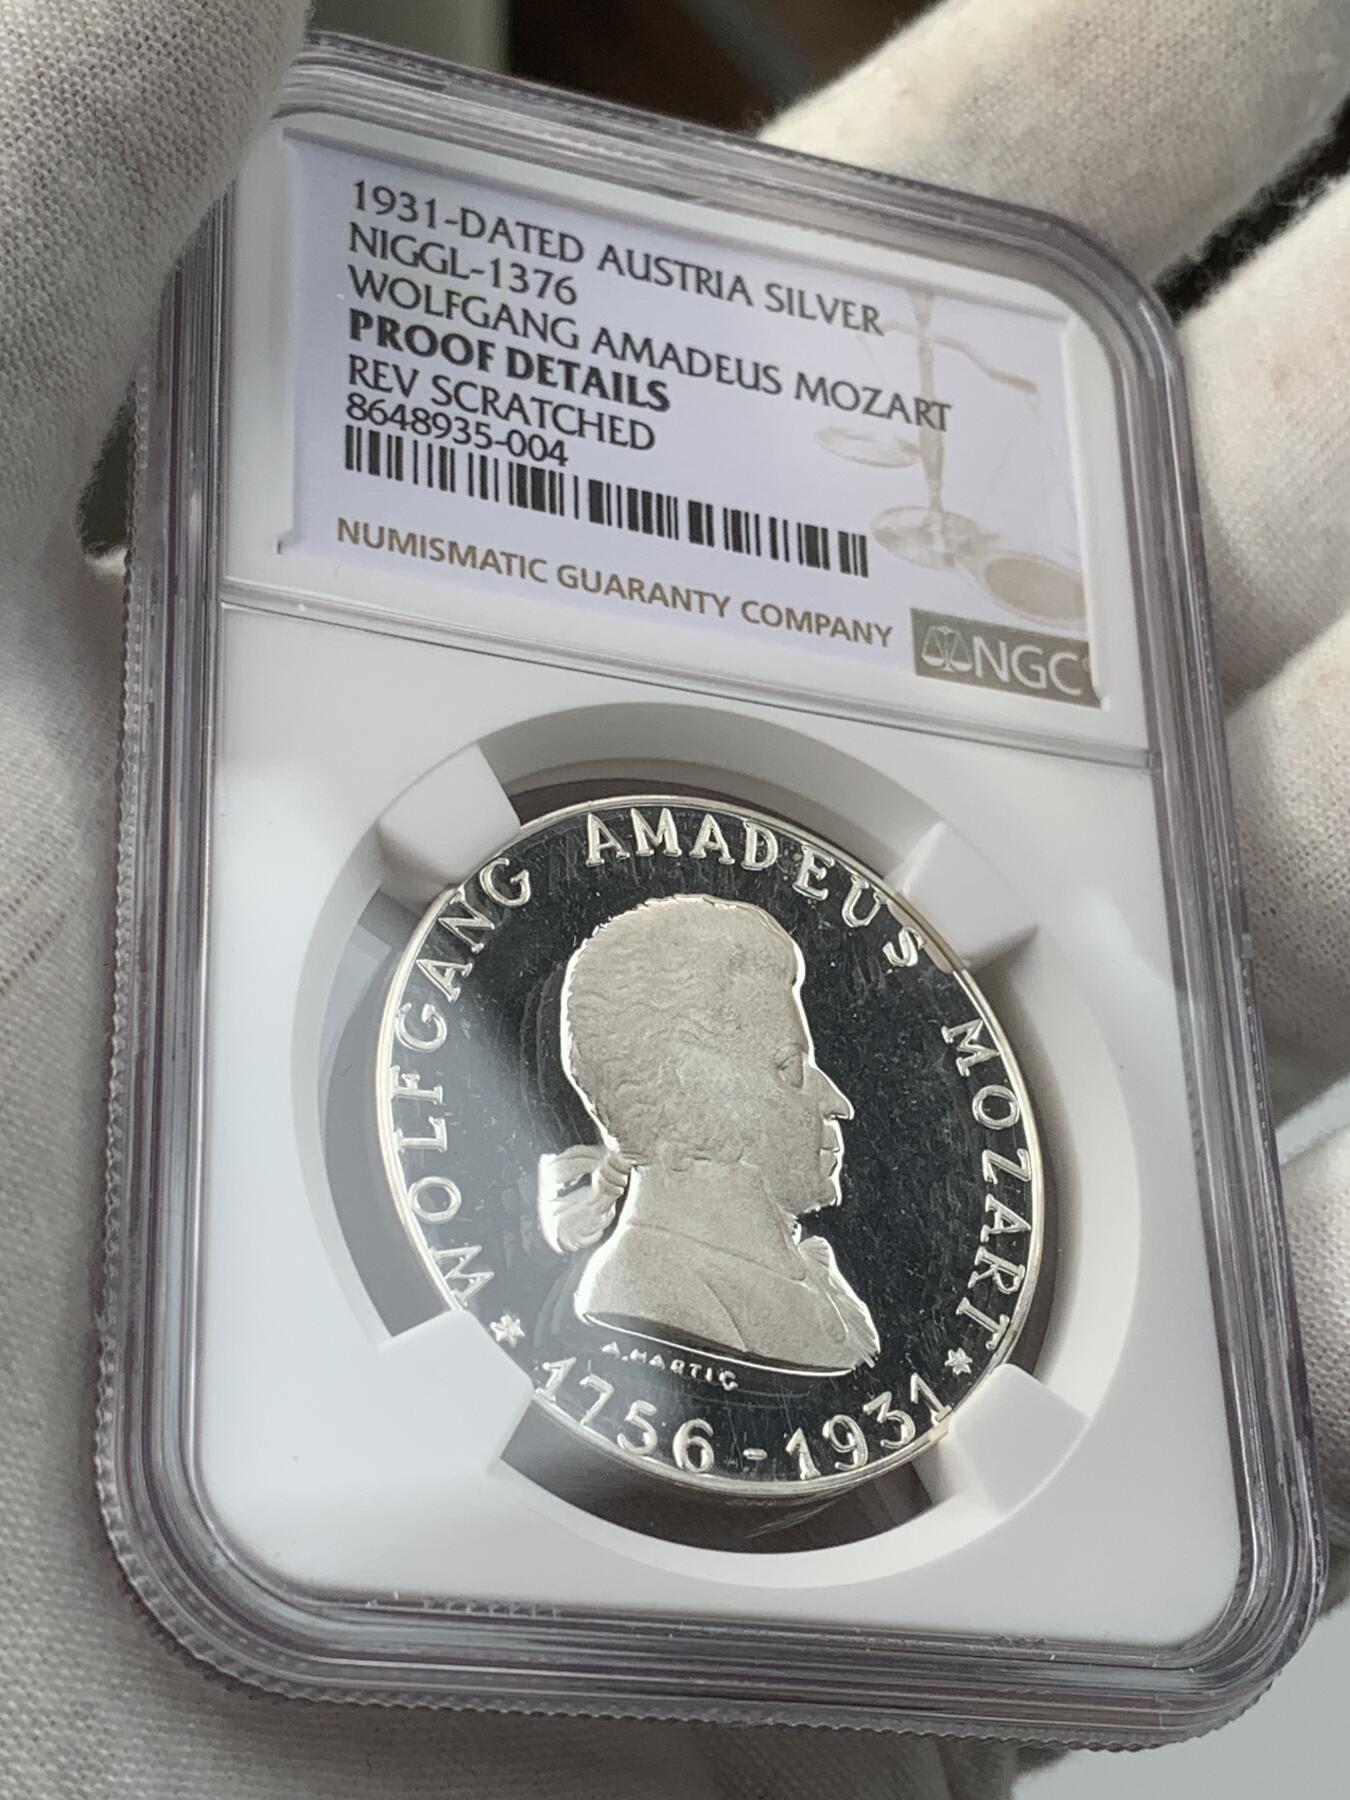 1931-DATED AUSTRIA SILVER
NIGGL-1376
WOLFGANG AMADEUS MOZART
PROOF DETAILS
REV SCRATCHED
8648935-004
NUMISMATIC GUARANTY COMPANY
NGC
WOLFGANG AMADEUS MOZART
A.HARTIG
* 1756-1931 *